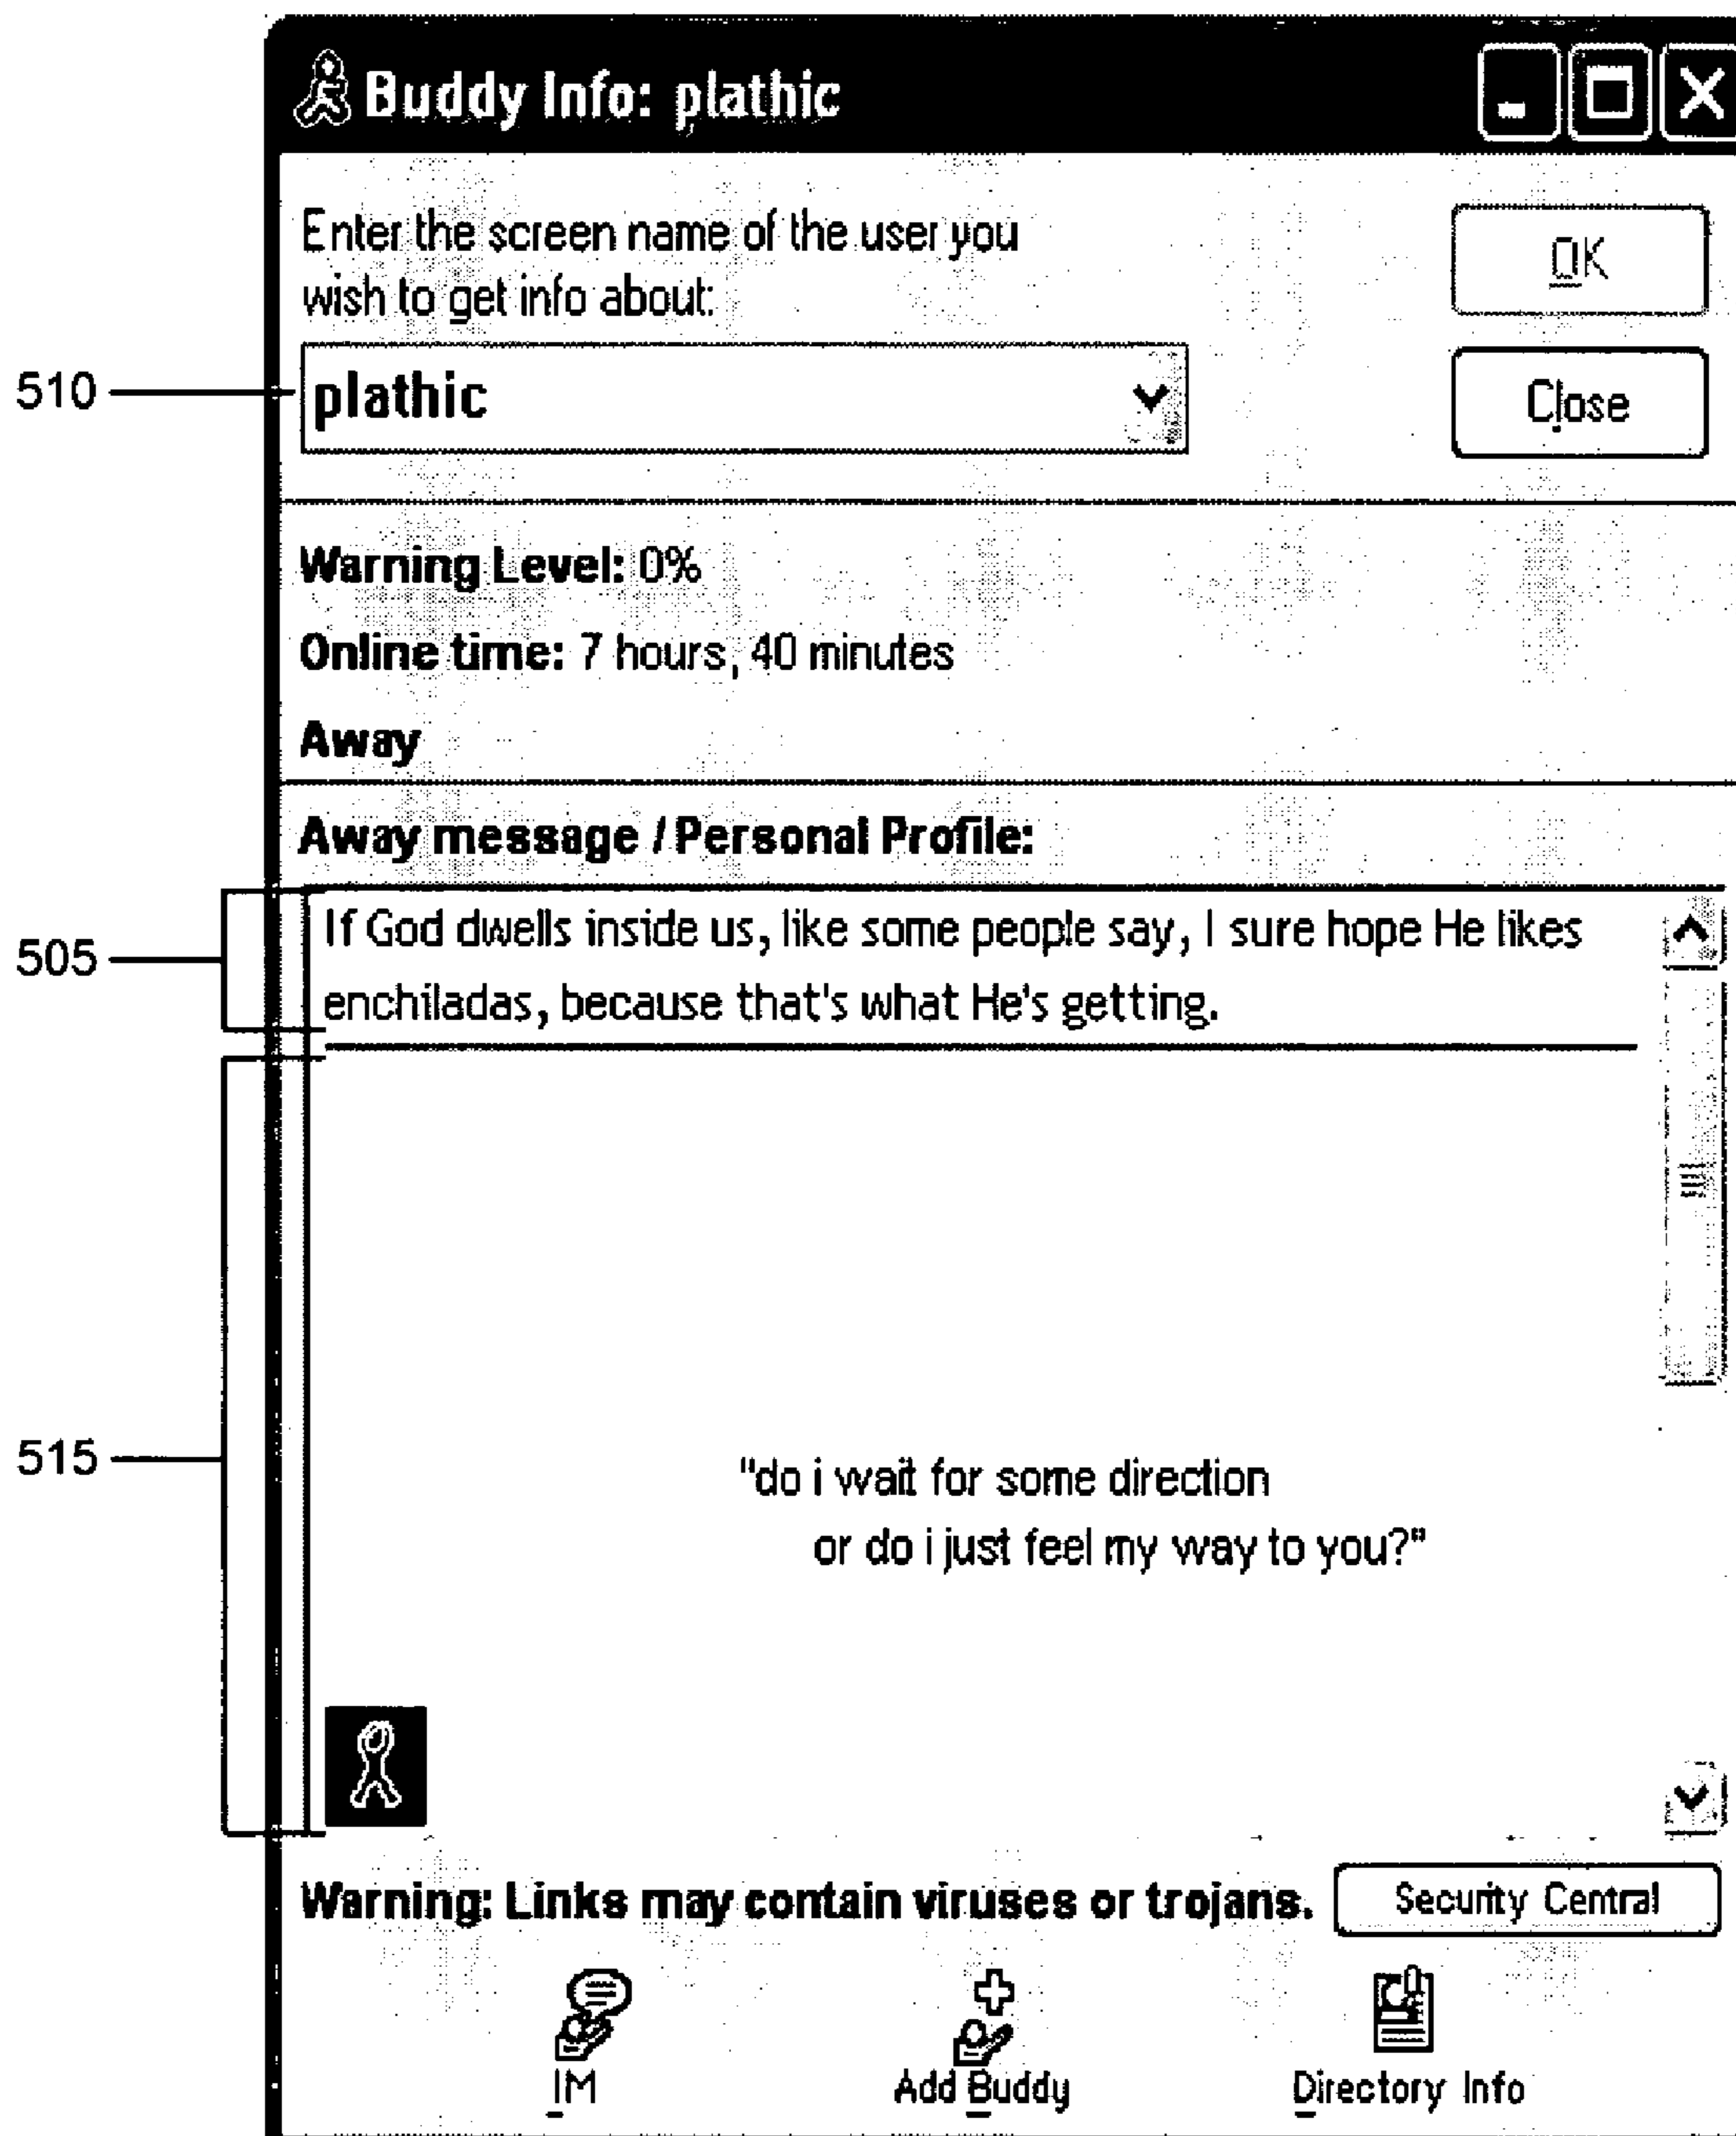 Buddy Info: plathic
Enter the screen name of the user you
wish to get info about:
OK
510
plathic
Close
Warning Level: 0%
Online time: 7 hours, 40 minutes
Away
Away message / Personal Profile:
505
If God dwells inside us, like some people say, I sure hope He likes
enchiladas, because that's what He's getting.
515
"do i wait for some direction
or do i just feel my way to you?"
Warning: Links may contain viruses or trojans.
Security Central
IM
Add Buddy
Directory Info